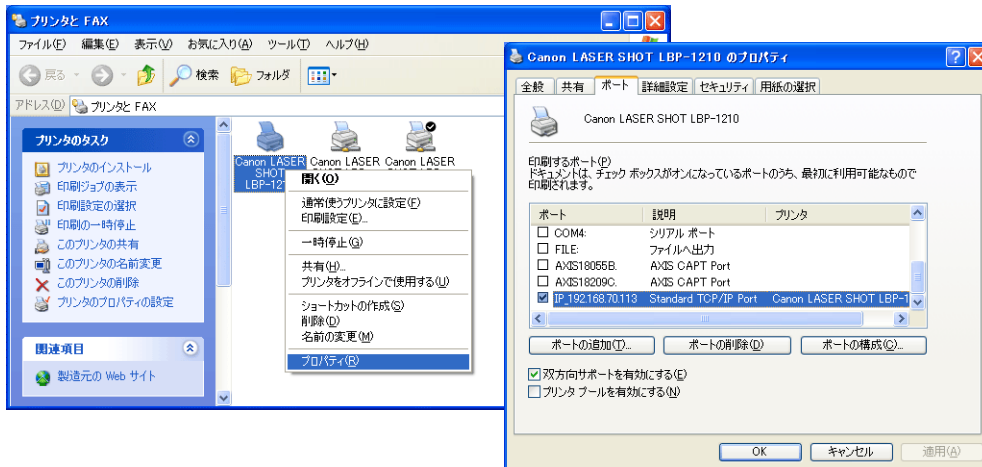 プリンタと FAX
ファイル(F) 編集(E) 表示(V) お気に入り(A) ツール(T) ヘルプ(H)
戻る 検索 フォルダ
アドレス(D) プリンタと FAX
プリンタのタスク
プリンタのインストール
印刷ジョブの表示
印刷設定の選択
印刷の一時停止
このプリンタの共有
このプリンタの名前変更
このプリンタの削除
プリンタのプロパティの設定
関連項目
製造元の Web サイト
Canon LASER Canon LASER Canon LASER
SHOT
LBP-12
開く(O)
通常使うプリンタに設定(F)
印刷設定(E)...
一時停止(G)
共有(H)...
プリンタをオフラインで使用する(U)
ショートカットの作成(S)
削除(D)
名前の変更(M)
プロパティ(R)
Canon LASER SHOT LBP-1210 のプロパティ
全般 共有 ポート 詳細設定 セキュリティ 用紙の選択
Canon LASER SHOT LBP-1210
印刷するポート(P)
ドキュメントは、チェック ボックスがオンになっているポートのうち、最初に利用可能なもので
印刷されます。
ポート 説明 プリンタ
COM4: シリアル ポート
FILE: ファイルへ出力
AXIS18055B. AXIS CAPT Port
AXIS18209C. AXIS CAPT Port
IP_192.168.70.113 Standard TCP/IP Port Canon LASER SHOT LBP-1
ポートの追加(T)... ポートの削除(D) ポートの構成(C)...
双方向サポートを有効にする(E)
プリンタ プールを有効にする(N)
OK キャンセル 適用(A)